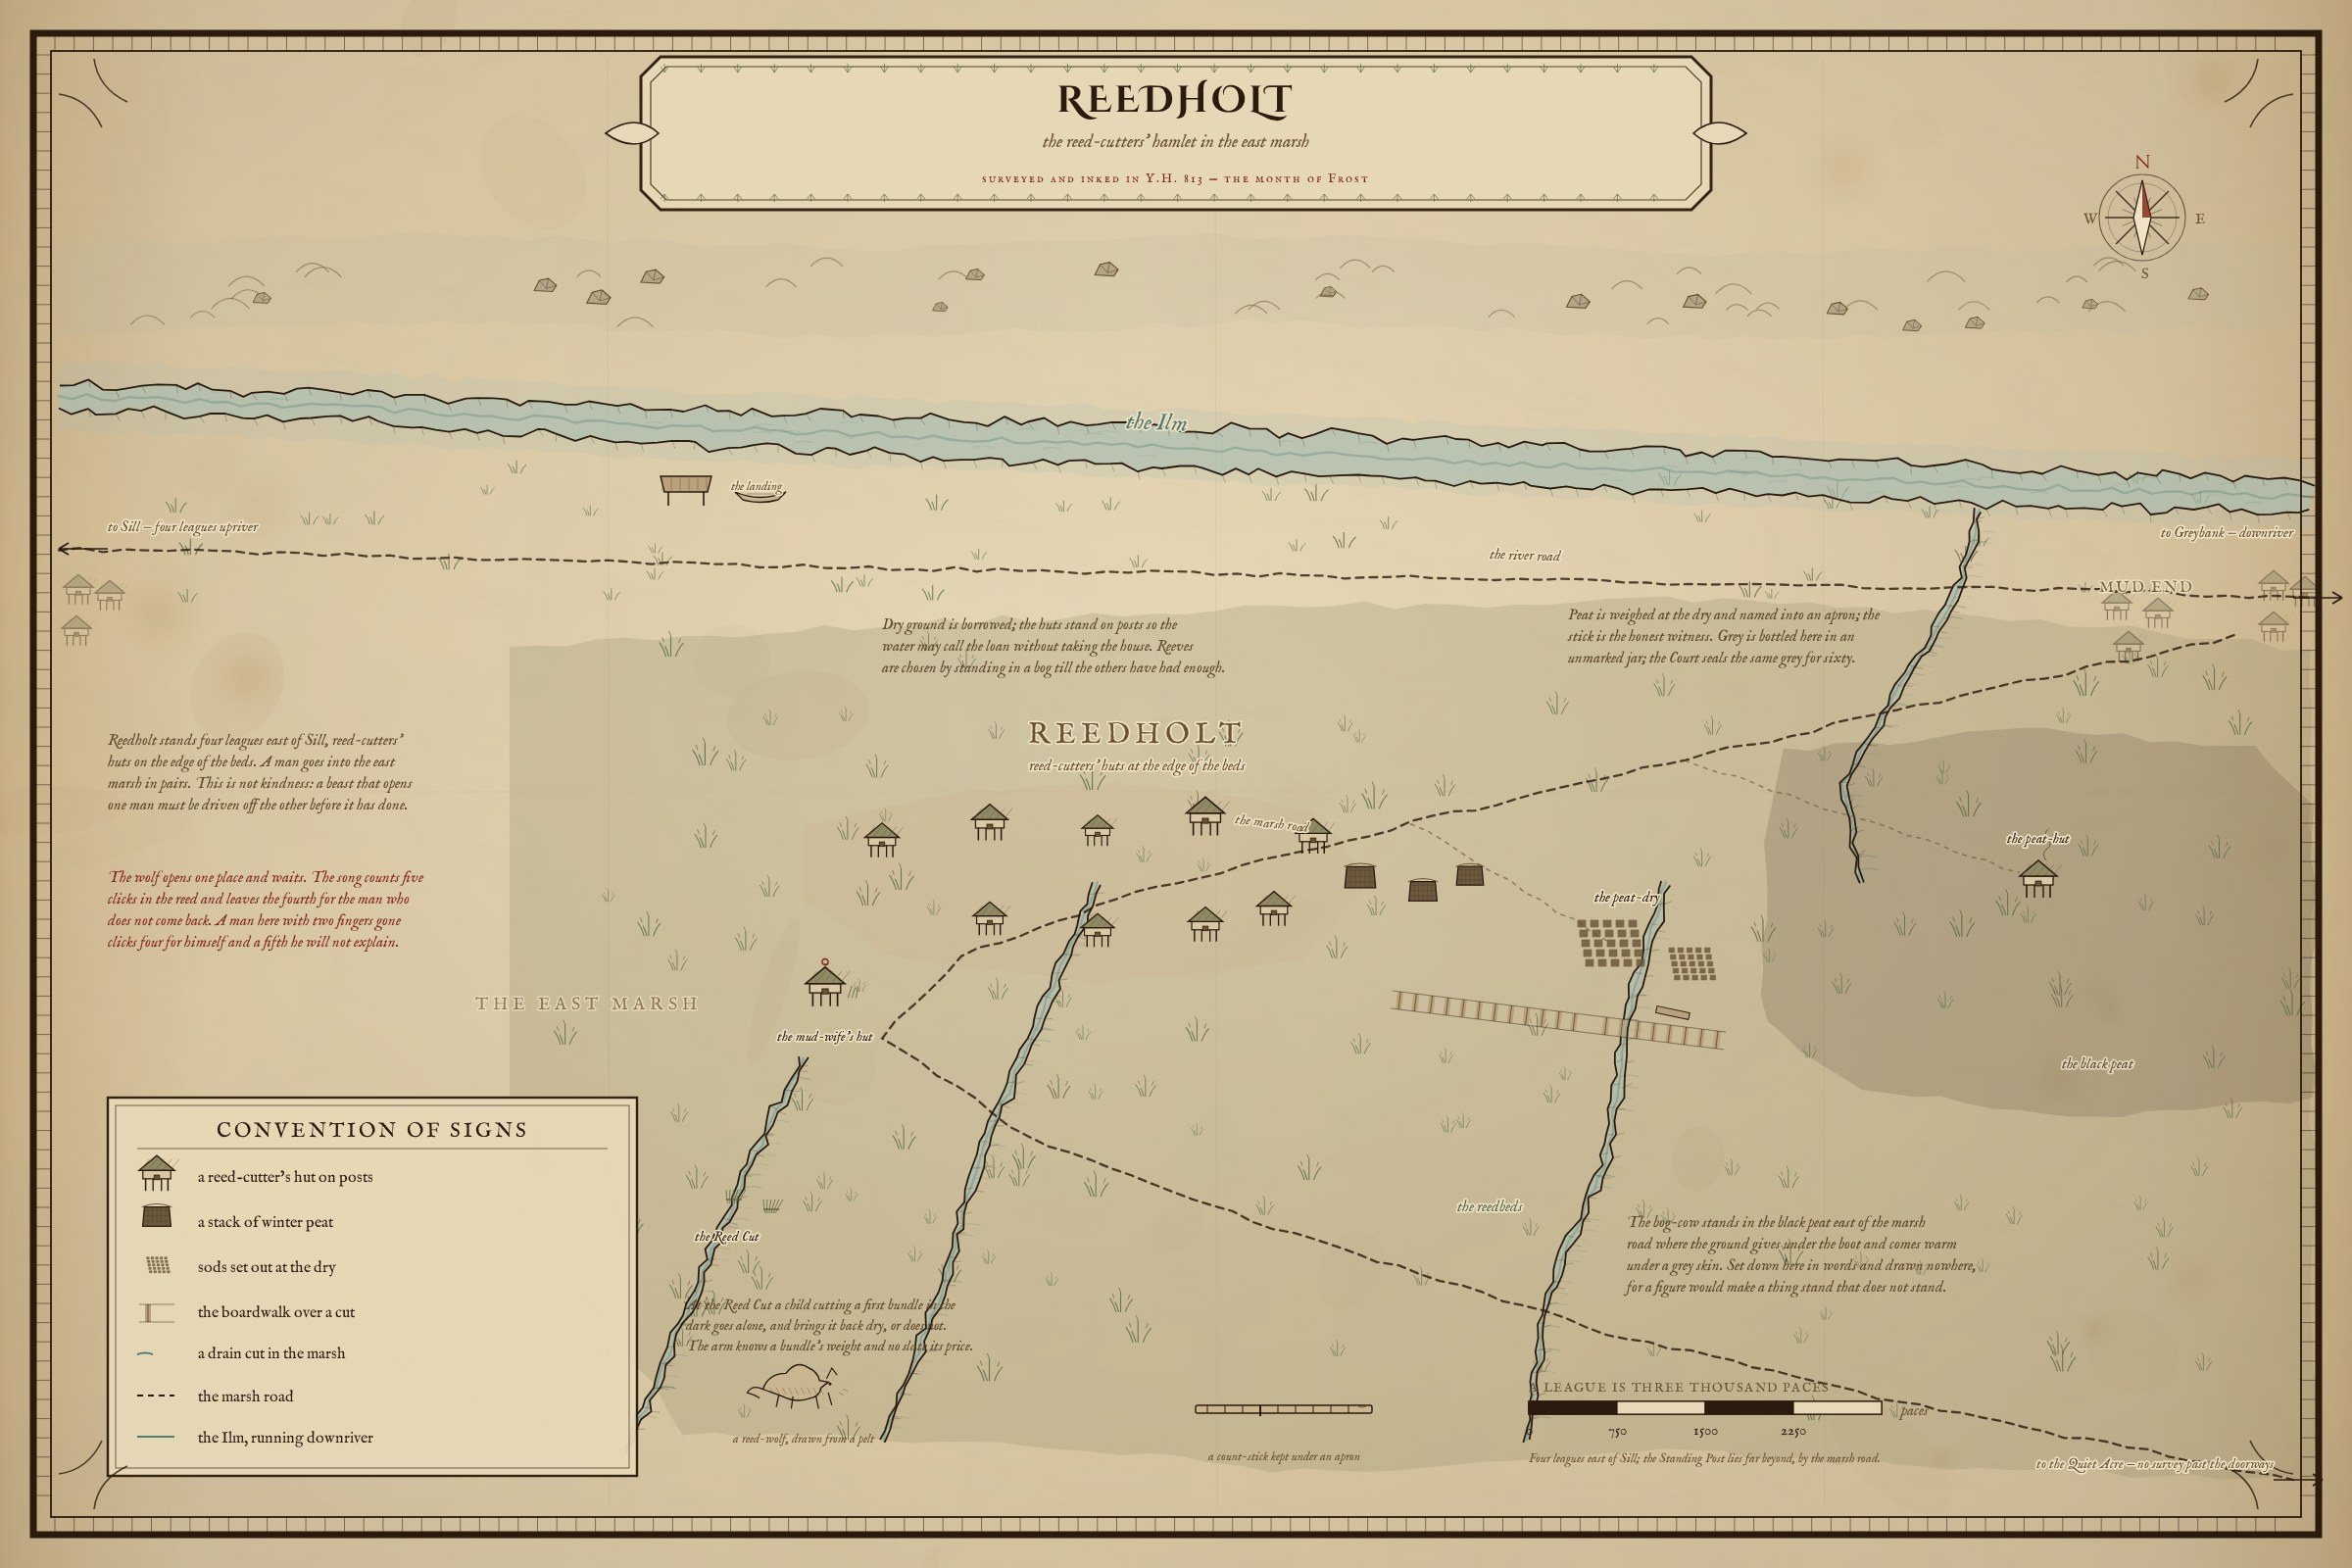 REEDHOLT
the reed-cutters' hamlet in the east marsh
SURVEYED AND INKED IN Y.H. 813 — THE MONTH OF FROST
N
W
E
S
the Ilm
the landing
to Sill — four leagues upriver
to Greybank — downriver
the river road
MUD END
Dry ground is borrowed; the huts stand on posts so the
water may call the loan without taking the house. Reeves
are chosen by standing in a bog till the others have had enough.
Peat is weighed at the dry and named into an apron; the
stick is the honest witness. Grey is bottled here in an
unmarked jar; the Court seals the same grey for sixty.
Reedholt stands four leagues east of Sill, reed-cutters'
huts on the edge of the beds. A man goes into the east
marsh in pairs. This is not kindness: a beast that opens
one man must be driven off the other before it has done.
REEDHOLT
reed-cutters' huts at the edge of the beds
the marsh road
the peat-hut
The wolf opens one place and waits. The song counts five
clicks in the reed and leaves the fourth for the man who
does not come back. A man here with two fingers gone
clicks four for himself and a fifth he will not explain.
the peat-dry
THE EAST MARSH
the mud-wife's hut
the black peat
CONVENTION OF SIGNS
a reed-cutter's hut on posts
a stack of winter peat
sods set out at the dry
the boardwalk over a cut
a drain cut in the marsh
the marsh road
the Ilm, running downriver
the Reed Cut
the reedbeds
The bog-cow stands in the black peat east of the marsh
road where the ground gives under the boot and comes warm
under a grey skin. Set down here in words and drawn nowhere,
for a figure would make a thing stand that does not stand.
At the Reed Cut a child cutting a first bundle in the
dark goes alone, and brings it back dry, or does not.
The arm knows a bundle's weight and no slate its price.
a reed-wolf, drawn from a pelt
a count-stick kept under an apron
A LEAGUE IS THREE THOUSAND PACES
paces
750
1500
2250
Four leagues east of Sill; the Standing Post lies far beyond, by the marsh road.
to the Quiet Acre — no survey past the doorways